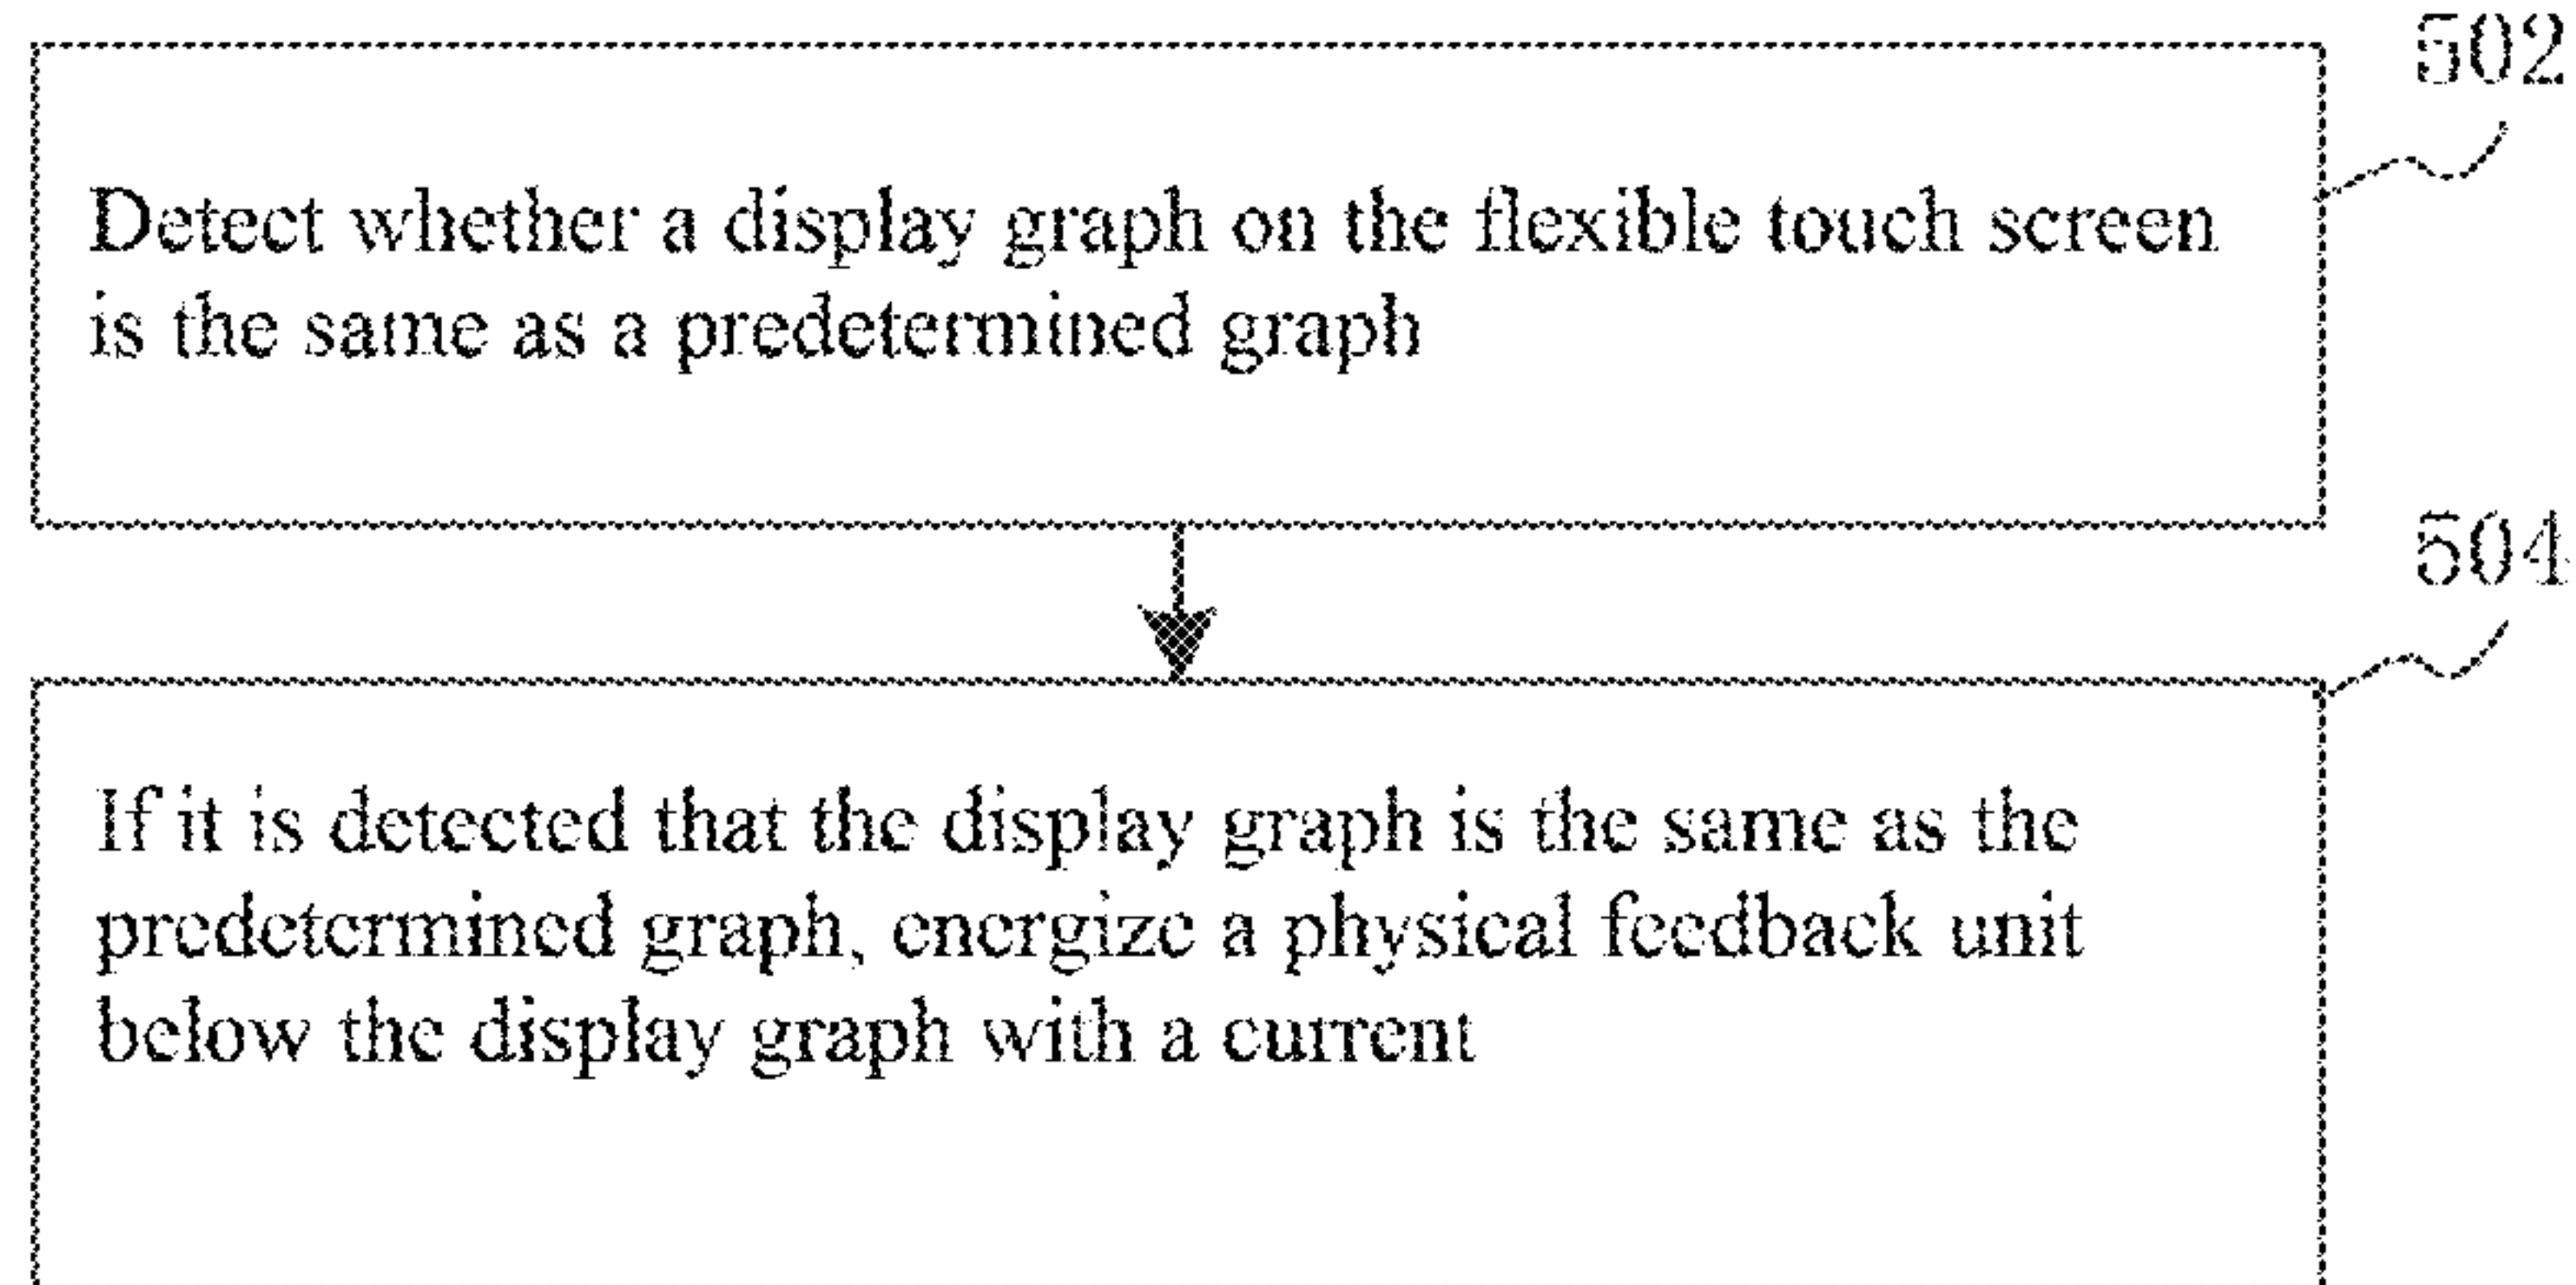 502
Detect whether a display graph on the flexible touch screen
is the same as a predetermined graph
504
If it is detected that the display graph is the same as the
predetermined graph, energize a physical feedback unit
below the display graph with a current